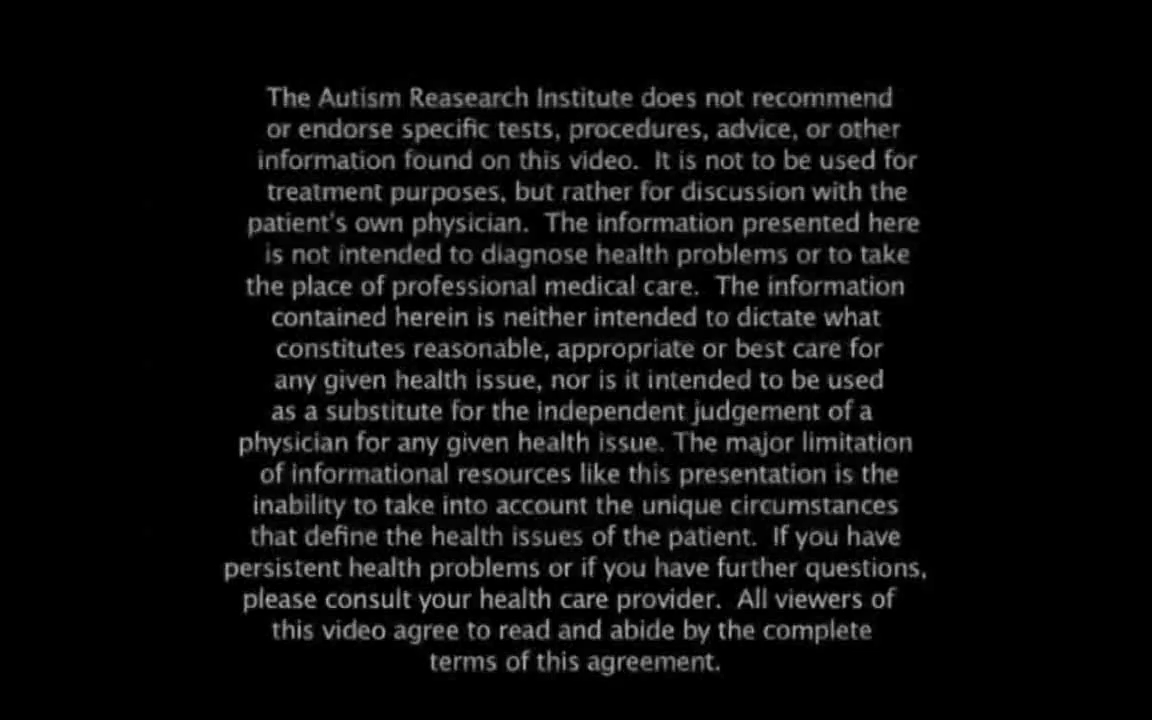 The Autism Reasearch Institute does not recommend
or endorse specific tests, procedures, advice, or other
information found on this video.  It is not to be used for
treatment purposes, but rather for discussion with the
patient's own physician.  The information presented here
is not intended to diagnose health problems or to take
the place of professional medical care.  The information
contained herein is neither intended to dictate what
constitutes reasonable, appropriate or best care for
any given health issue, nor is it intended to be used
as a substitute for the independent judgement of a
physician for any given health issue. The major limitation
of informational resources like this presentation is the
inability to take into account the unique circumstances
that define the health issues of the patient.  If you have
persistent health problems or if you have further questions,
please consult your health care provider.  All viewers of
this video agree to read and abide by the complete
terms of this agreement.